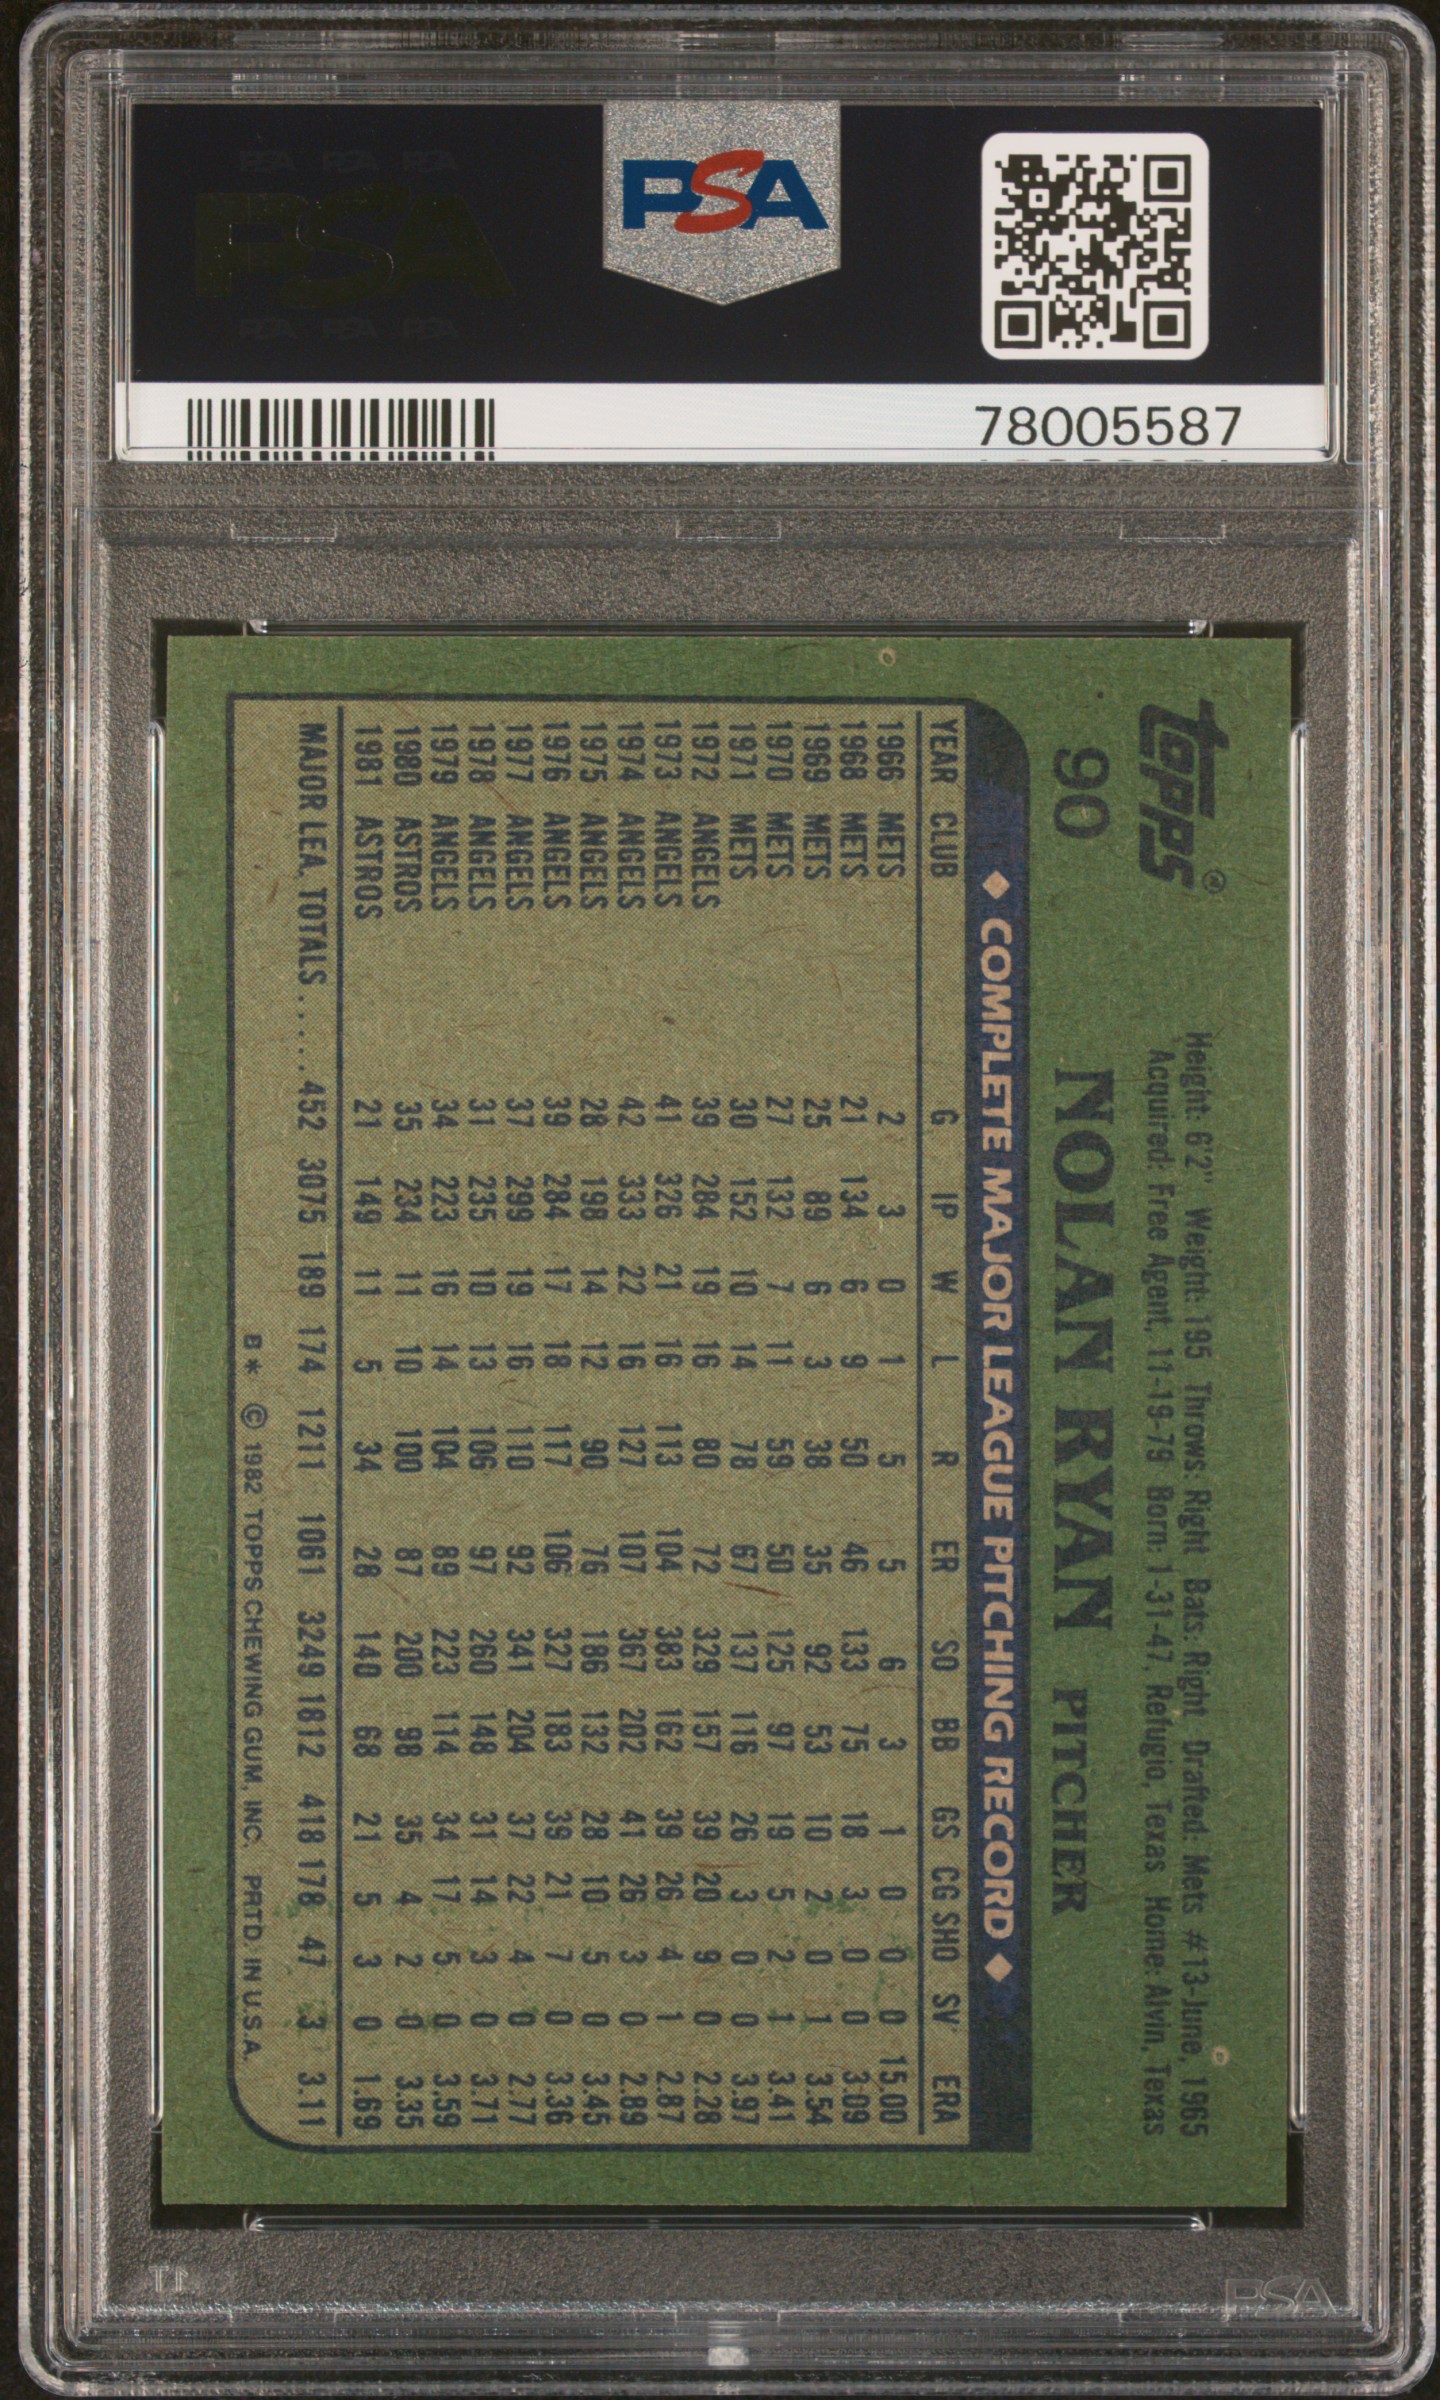 PSA
PSA PSA PSA
PSA
PSA PSA PSA
78005587
Topps®
90
Height: 6'2" Weight: 195 Throws: Right Bats: Right Drafted: Mets #13-June, 1965
Acquired: Free Agent, 11-19-79 Born: 1-31-47, Refugio, Texas Home: Alvin, Texas
NOLAN RYAN PITCHER
◆ COMPLETE MAJOR LEAGUE PITCHING RECORD ◆
YEAR CLUB G IP W L R ER SO BB GS CG SHO SV ERA
1966 METS 2 3 0 1 5 5 6 3 1 0 0 0 15.00
1968 METS 21 134 6 9 50 46 133 75 18 3 0 0 3.09
1969 METS 25 89 6 3 38 35 92 53 10 2 0 1 3.54
1970 METS 27 132 7 11 59 50 125 97 19 5 2 1 3.41
1971 METS 30 152 10 14 78 67 137 116 26 3 0 0 3.97
1972 ANGELS 39 284 19 16 80 72 329 157 39 20 9 0 2.28
1973 ANGELS 41 326 21 16 113 104 383 162 39 26 4 1 2.87
1974 ANGELS 42 333 22 16 127 107 367 202 41 26 3 0 2.89
1975 ANGELS 28 198 14 12 90 76 186 132 28 10 5 0 3.45
1976 ANGELS 39 284 17 18 117 106 327 183 39 21 7 0 3.36
1977 ANGELS 37 299 19 16 110 92 341 204 37 22 4 0 2.77
1978 ANGELS 31 235 10 13 106 97 260 148 31 14 3 0 3.71
1979 ANGELS 34 223 16 14 104 89 223 114 34 17 5 0 3.59
1980 ASTROS 35 234 11 10 100 87 200 98 35 4 2 0 3.35
1981 ASTROS 21 149 11 5 34 28 140 68 21 5 3 0 1.69
MAJOR LEA. TOTALS..... 452 3075 189 174 1211 1061 3249 1812 418 178 47 3 3.11
B* © 1982 TOPPS CHEWING GUM, INC. PRTD. IN U.S.A.
PSA